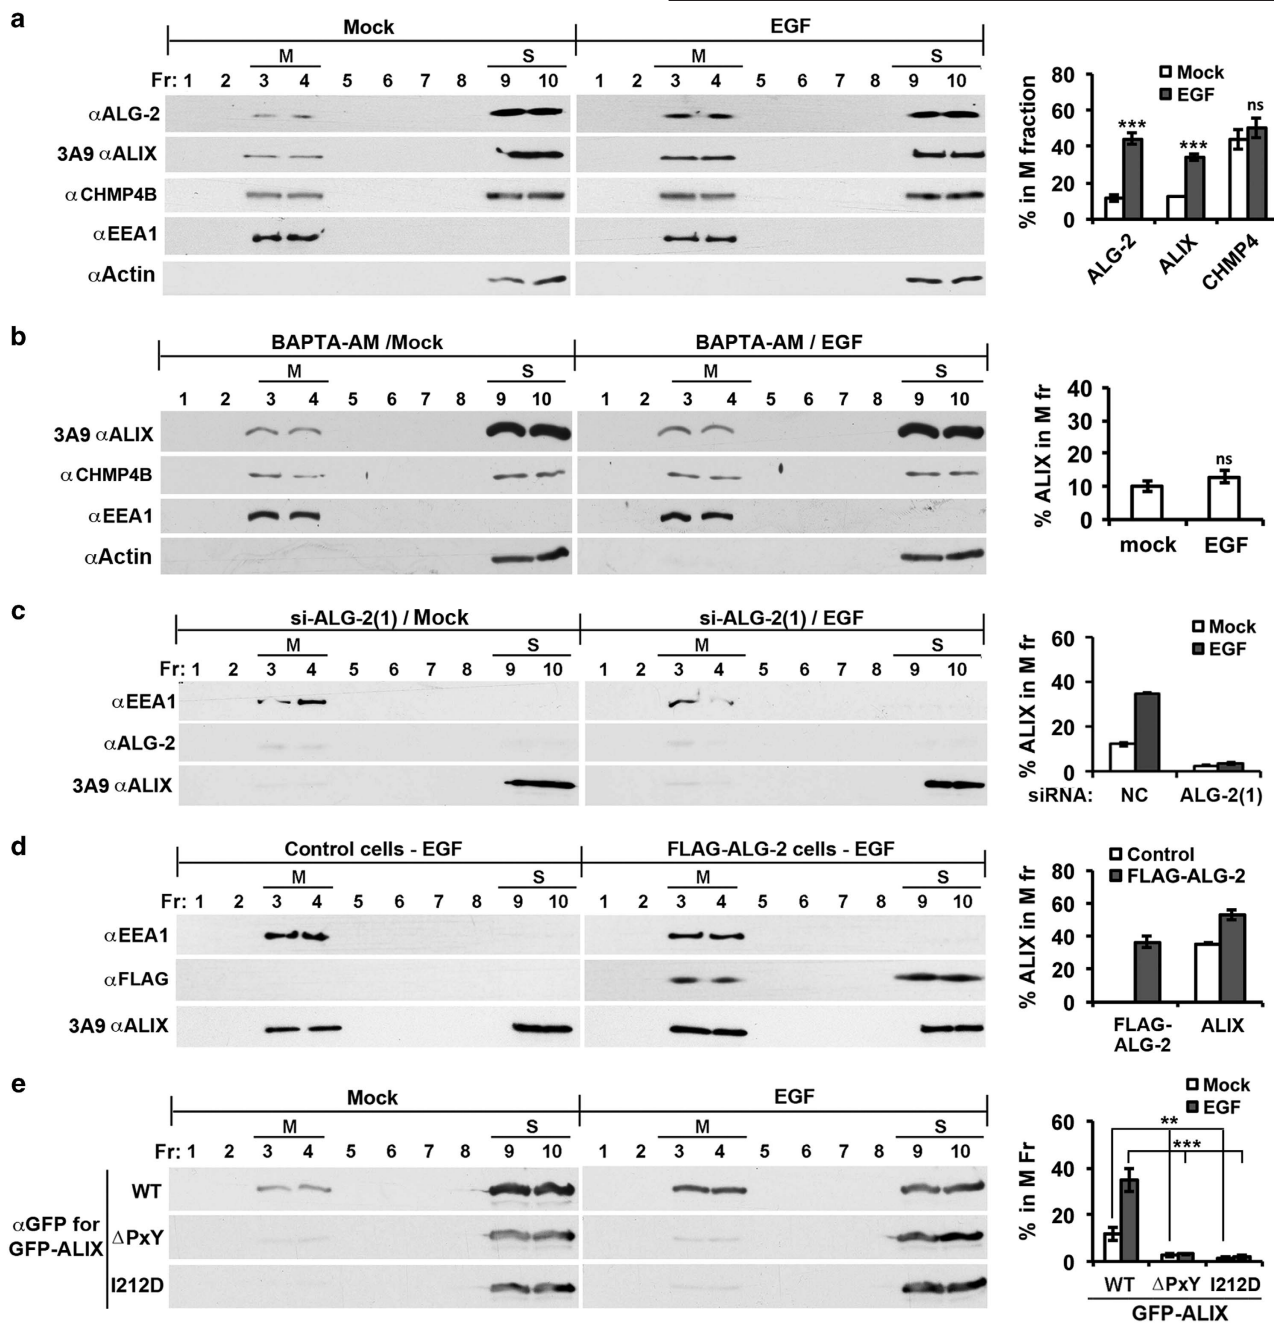 a
Mock EGF
M S M S
Fr: 1 2 3 4 5 6 7 8 9 10 1 2 3 4 5 6 7 8 9 10
αALG-2
3A9 αALIX
αCHMP4B
αEEA1
αActin
% in M fraction
80
60
40
20
0
Mock
EGF
*** *** ns
ALG-2 ALIX CHMP4
b
BAPTA-AM /Mock BAPTA-AM / EGF
M S M S
1 2 3 4 5 6 7 8 9 10 1 2 3 4 5 6 7 8 9 10
3A9 αALIX
αCHMP4B
αEEA1
αActin
% ALIX in M fr
40
30
20
10
0
ns
mock EGF
c
si-ALG-2(1) / Mock si-ALG-2(1) / EGF
M S M S
Fr: 1 2 3 4 5 6 7 8 9 10 1 2 3 4 5 6 7 8 9 10
αEEA1
αALG-2
3A9 αALIX
% ALIX in M fr
60
40
20
0
Mock
EGF
siRNA: NC ALG-2(1)
d
Control cells - EGF FLAG-ALG-2 cells - EGF
M S M S
Fr: 1 2 3 4 5 6 7 8 9 10 1 2 3 4 5 6 7 8 9 10
αEEA1
αFLAG
3A9 αALIX
% ALIX in M fr
80
60
40
20
0
Control
FLAG-ALG-2
FLAG-
ALG-2
ALIX
e
Mock EGF
M S M S
Fr: 1 2 3 4 5 6 7 8 9 10 1 2 3 4 5 6 7 8 9 10
αGFP for
GFP-ALIX
WT
ΔPxY
I212D
% in M Fr
60
40
20
0
Mock
EGF
**
***
WT ΔPxY I212D
GFP-ALIX